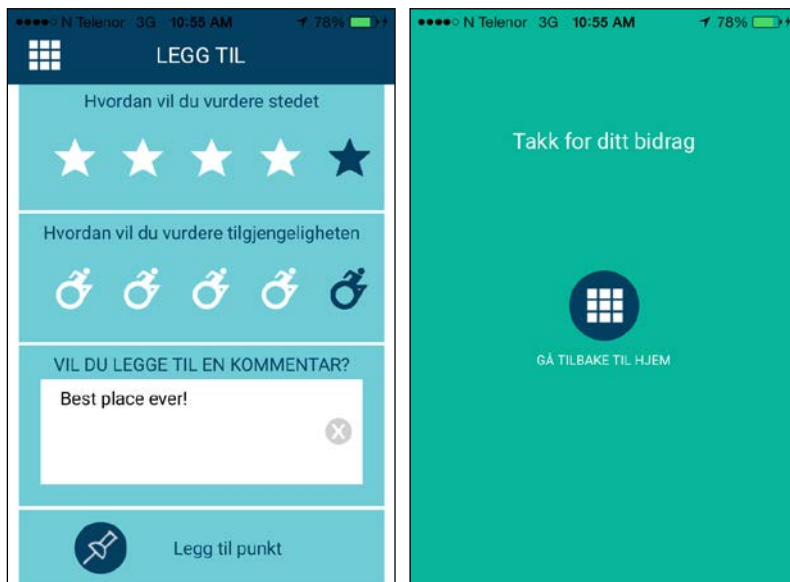 N Telenor 3G 10:55 AM 78%
LEGG TIL
Hvordan vil du vurdere stedet
Hvordan vil du vurdere tilgjengeligheten
VIL DU LEGGE TIL EN KOMMENTAR?
Best place ever!
X
Legg til punkt
N Telenor 3G 10:55 AM 78%
Takk for ditt bidrag
GÅ TILBAKE TIL HJEM